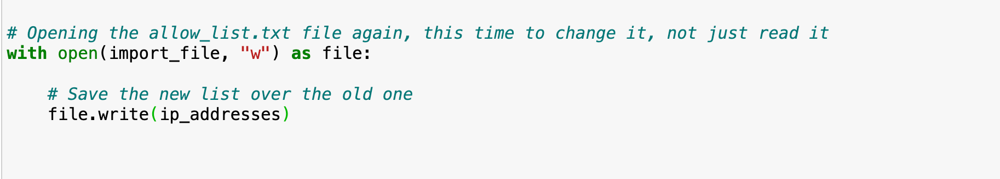 # Opening the allow_list.txt file again, this time to change it, not just read it
with open(import_file, "w") as file:
# Save the new list over the old one
file.write(ip_addresses)